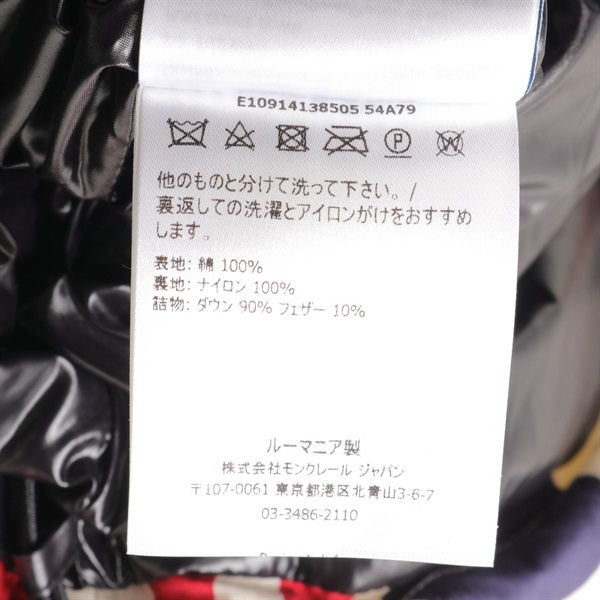 E10914138505 54A79
他のものと分けて洗って下さい。/
裏返しての洗濯とアイロンがけをおすすめ
します。
表地: 綿 100%
裏地: ナイロン 100%
詰物: ダウン 90% フェザー 10%
ルーマニア製
株式会社モンクレール ジャパン
〒107-0061 東京都港区北青山3-6-7
03-3486-2110